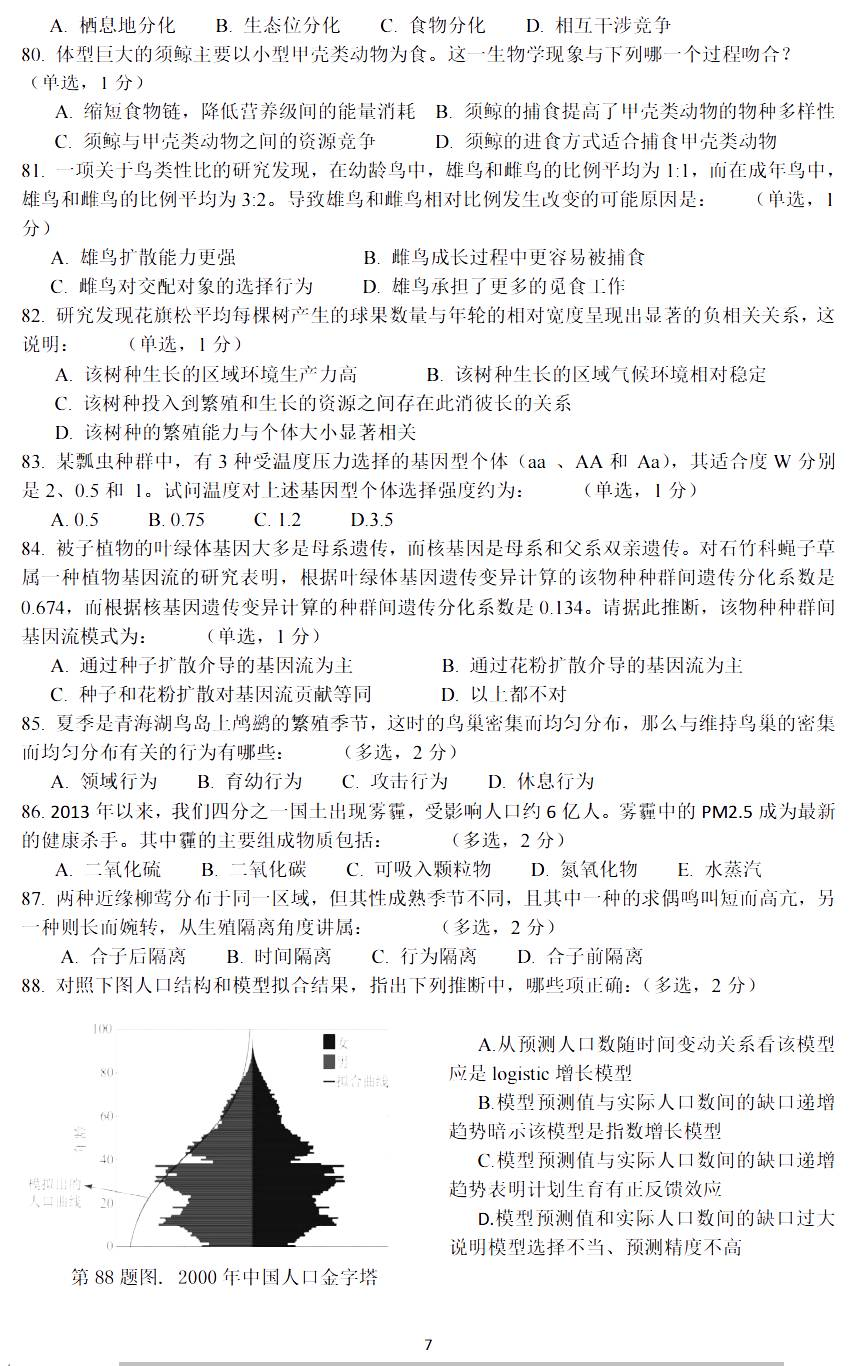 A. 栖息地分化 B. 生态位分化 C. 食物分化 D. 相互干涉竞争
80. 体型巨大的须鲸主要以小型甲壳类动物为食。这一生物学现象与下列哪一个过程吻合？
（单选，1 分）
A. 缩短食物链，降低营养级间的能量消耗 B. 须鲸的捕食提高了甲壳类动物的物种多样性
C. 须鲸与甲壳类动物之间的资源竞争 D. 须鲸的进食方式适合捕食甲壳类动物
81. 一项关于鸟类性比的研究发现，在幼龄鸟中，雄鸟和雌鸟的比例平均为 1:1，而在成年鸟中，
雄鸟和雌鸟的比例平均为 3:2。导致雄鸟和雌鸟相对比例发生改变的可能原因是： （单选，1
分）
A. 雄鸟扩散能力更强 B. 雌鸟成长过程中更容易被捕食
C. 雌鸟对交配对象的选择行为 D. 雄鸟承担了更多的觅食工作
82. 研究发现花旗松平均每棵树产生的球果数量与年轮的相对宽度呈现出显著的负相关关系，这
说明： （单选，1 分）
A. 该树种生长的区域环境生产力高 B. 该树种生长的区域气候环境相对稳定
C. 该树种投入到繁殖和生长的资源之间存在此消彼长的关系
D. 该树种的繁殖能力与个体大小显著相关
83. 某瓢虫种群中，有 3 种受温度压力选择的基因型个体（aa 、AA 和 Aa），其适合度 W 分别
是 2、0.5 和 1。试问温度对上述基因型个体选择强度约为： （单选，1 分）
A. 0.5 B. 0.75 C. 1.2 D.3.5
84. 被子植物的叶绿体基因大多是母系遗传，而核基因是母系和父系双亲遗传。对石竹科蝇子草
属一种植物基因流的研究表明，根据叶绿体基因遗传变异计算的该物种种群间遗传分化系数是
0.674，而根据核基因遗传变异计算的种群间遗传分化系数是 0.134。请据此推断，该物种种群间
基因流模式为： （单选，1 分）
A. 通过种子扩散介导的基因流为主 B. 通过花粉扩散介导的基因流为主
C. 种子和花粉扩散对基因流贡献等同 D. 以上都不对
85. 夏季是青海湖鸟岛上鸬鹚的繁殖季节，这时的鸟巢密集而均匀分布，那么与维持鸟巢的密集
而均匀分布有关的行为有哪些： （多选，2 分）
A. 领域行为 B. 育幼行为 C. 攻击行为 D. 休息行为
86. 2013 年以来，我们四分之一国土出现雾霾，受影响人口约 6 亿人。雾霾中的 PM2.5 成为最新
的健康杀手。其中霾的主要组成物质包括： （多选，2 分）
A. 二氧化硫 B. 二氧化碳 C. 可吸入颗粒物 D. 氮氧化物 E. 水蒸汽
87. 两种近缘柳莺分布于同一区域，但其性成熟季节不同，且其中一种的求偶鸣叫短而高亢，另
一种则长而婉转，从生殖隔离角度讲属： （多选，2 分）
A. 合子后隔离 B. 时间隔离 C. 行为隔离 D. 合子前隔离
88. 对照下图人口结构和模型拟合结果，指出下列推断中，哪些项正确：（多选，2 分）
100
80
60
40
20
0
年龄
女
男
拟合曲线
模拟出的
人口曲线
第 88 题图. 2000 年中国人口金字塔
A.从预测人口数随时间变动关系看该模型
应是 logistic 增长模型
B.模型预测值与实际人口数间的缺口递增
趋势暗示该模型是指数增长模型
C.模型预测值与实际人口数间的缺口递增
趋势表明计划生育有正反馈效应
D.模型预测值和实际人口数间的缺口过大
说明模型选择不当、预测精度不高
7